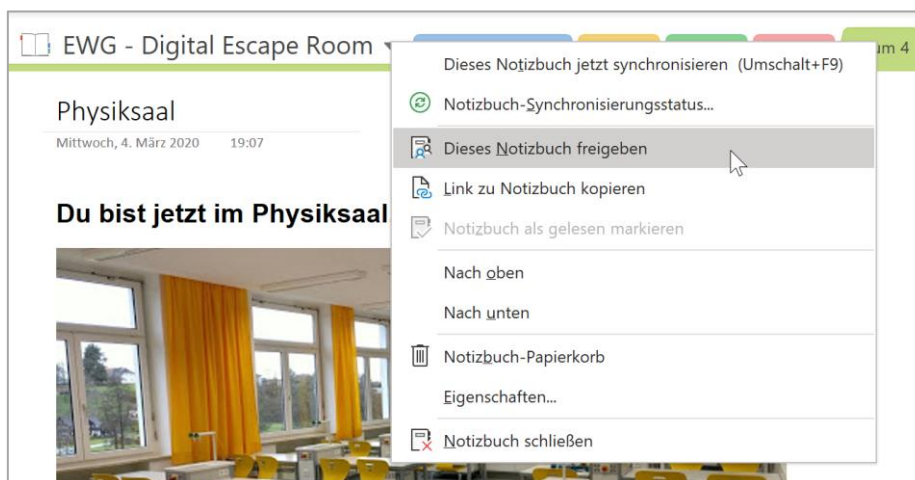 EWG - Digital Escape Room
um 4
Physiksaal
Mittwoch, 4. März 2020 19:07
Du bist jetzt im Physiksaal
Dieses Notizbuch jetzt synchronisieren (Umschalt+F9)
Notizbuch-Synchronisierungsstatus...
Dieses Notizbuch freigeben
Link zu Notizbuch kopieren
Notizbuch als gelesen markieren
Nach oben
Nach unten
Notizbuch-Papierkorb
Eigenschaften...
Notizbuch schließen